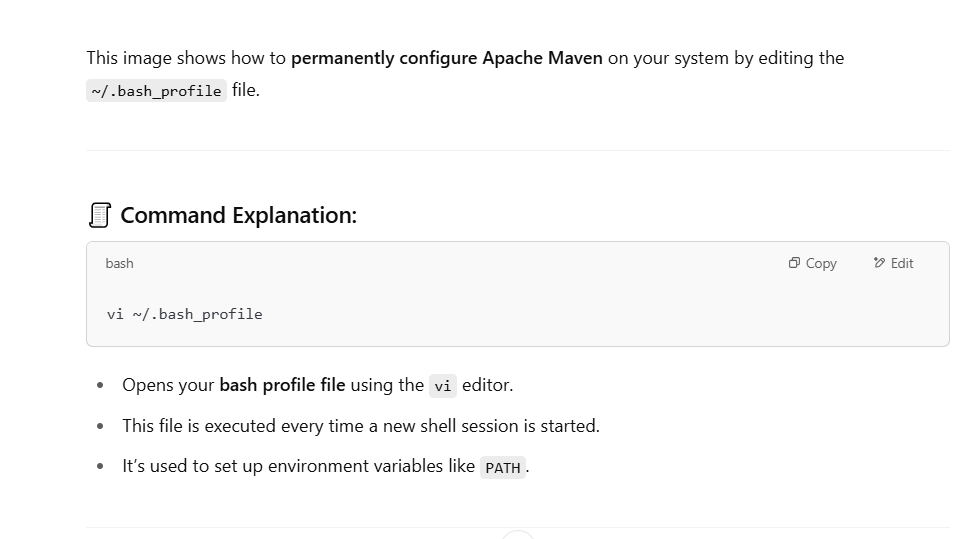 This image shows how to permanently configure Apache Maven on your system by editing the
~/.bash_profile file.
Command Explanation:
bash Copy Edit
vi ~/.bash_profile
• Opens your bash profile file using the vi editor.
• This file is executed every time a new shell session is started.
• It’s used to set up environment variables like PATH.